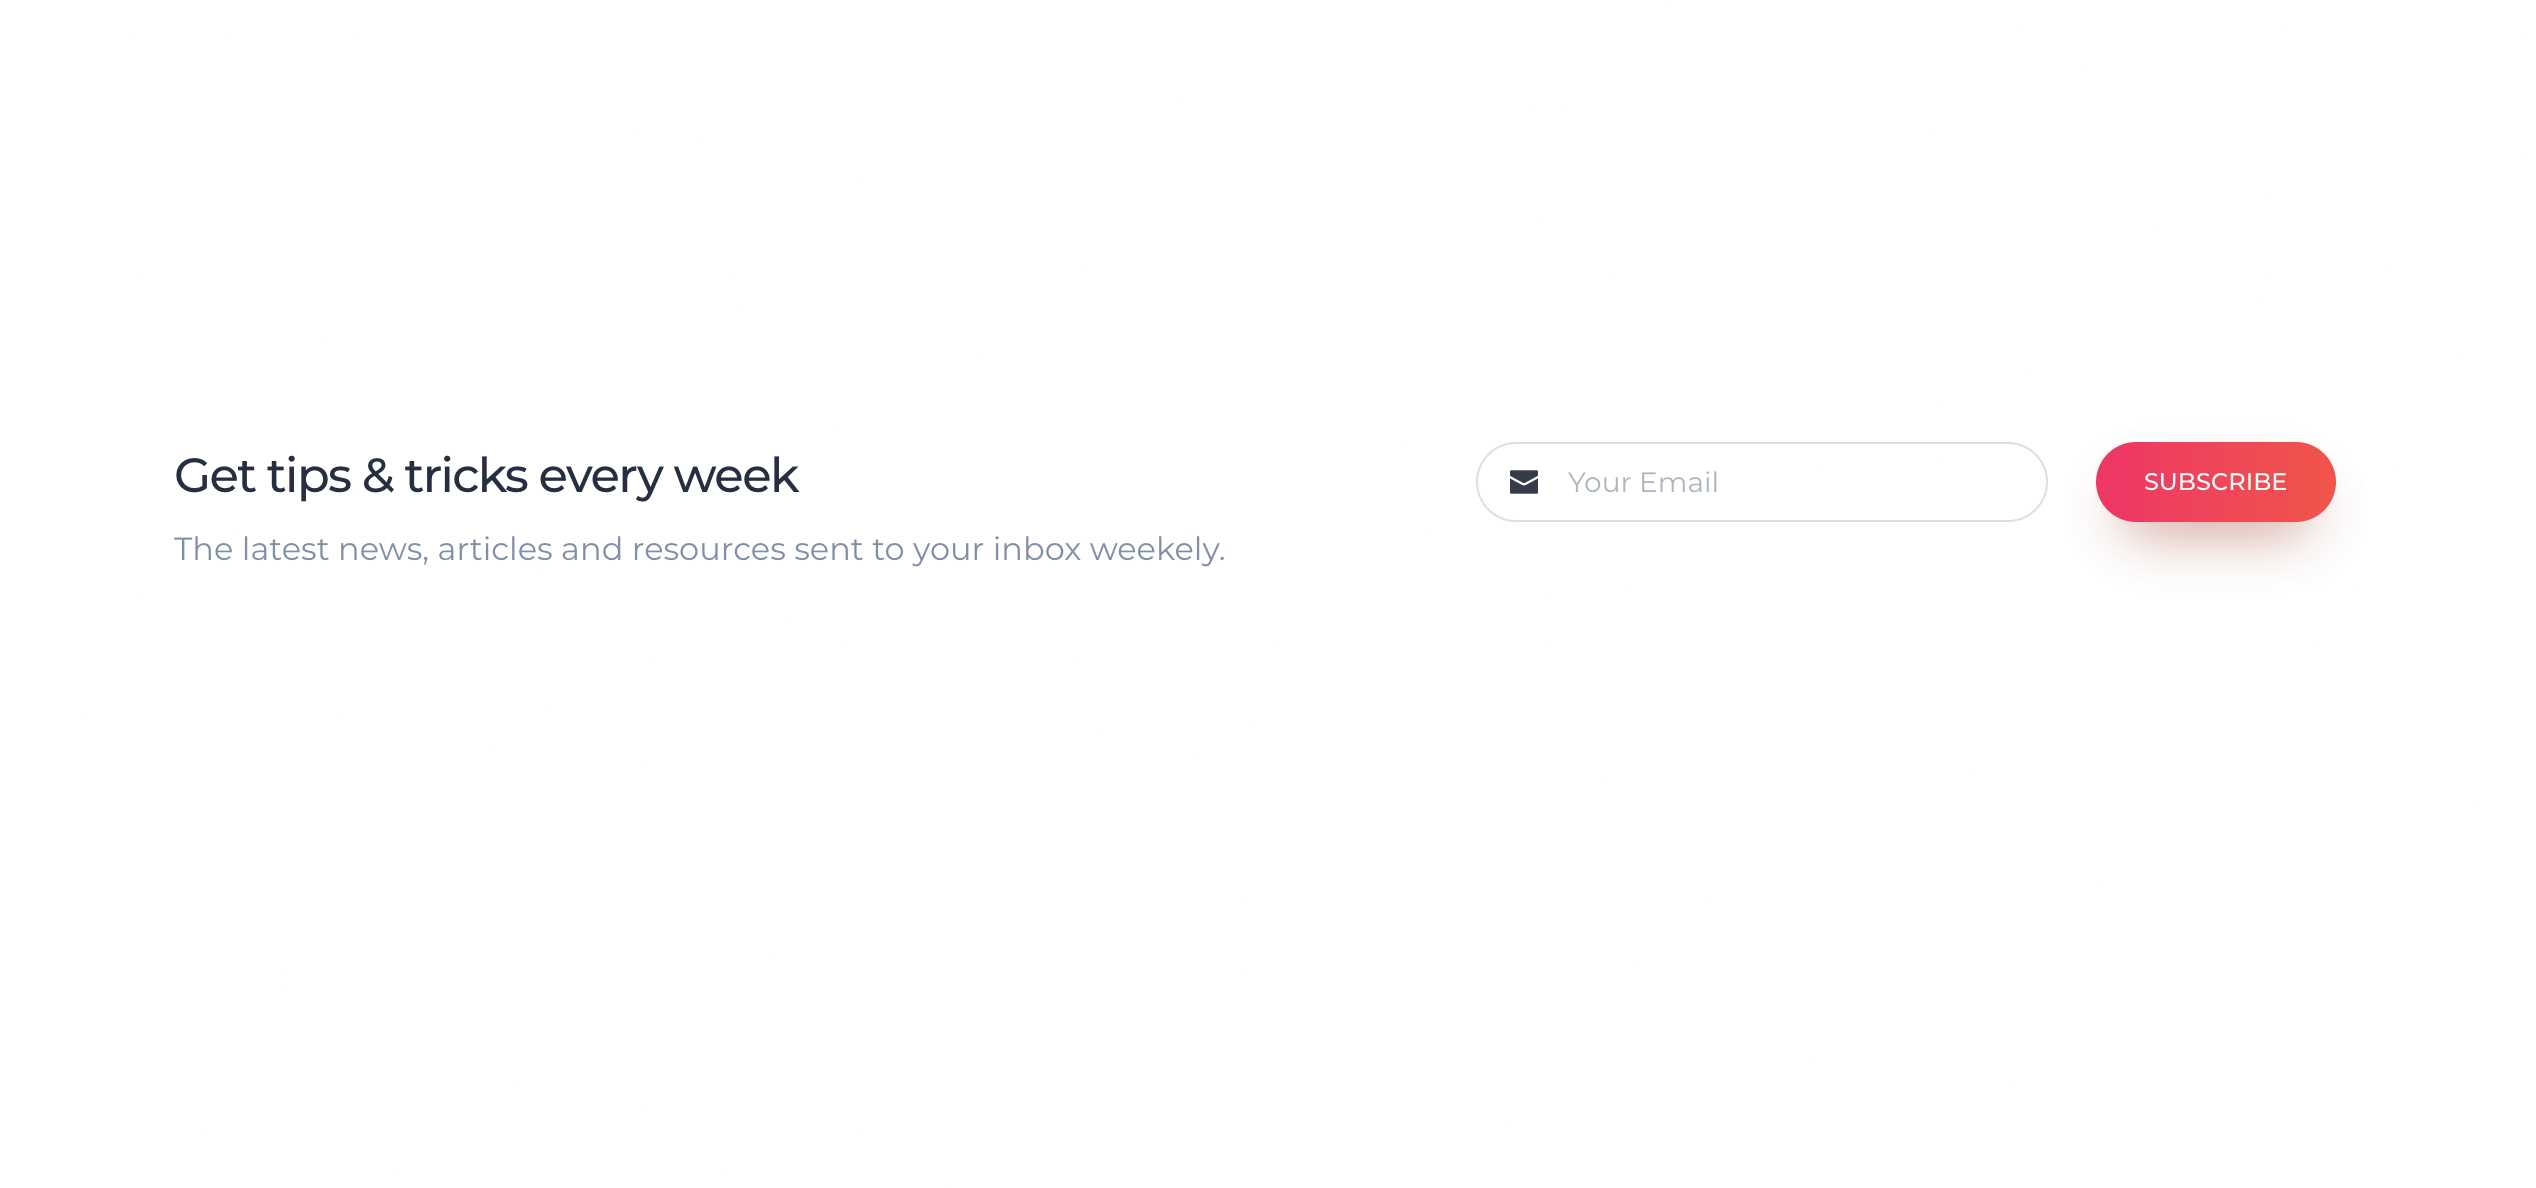 Get tips & tricks every week
The latest news, articles and resources sent to your inbox weekely.
Your Email
SUBSCRIBE